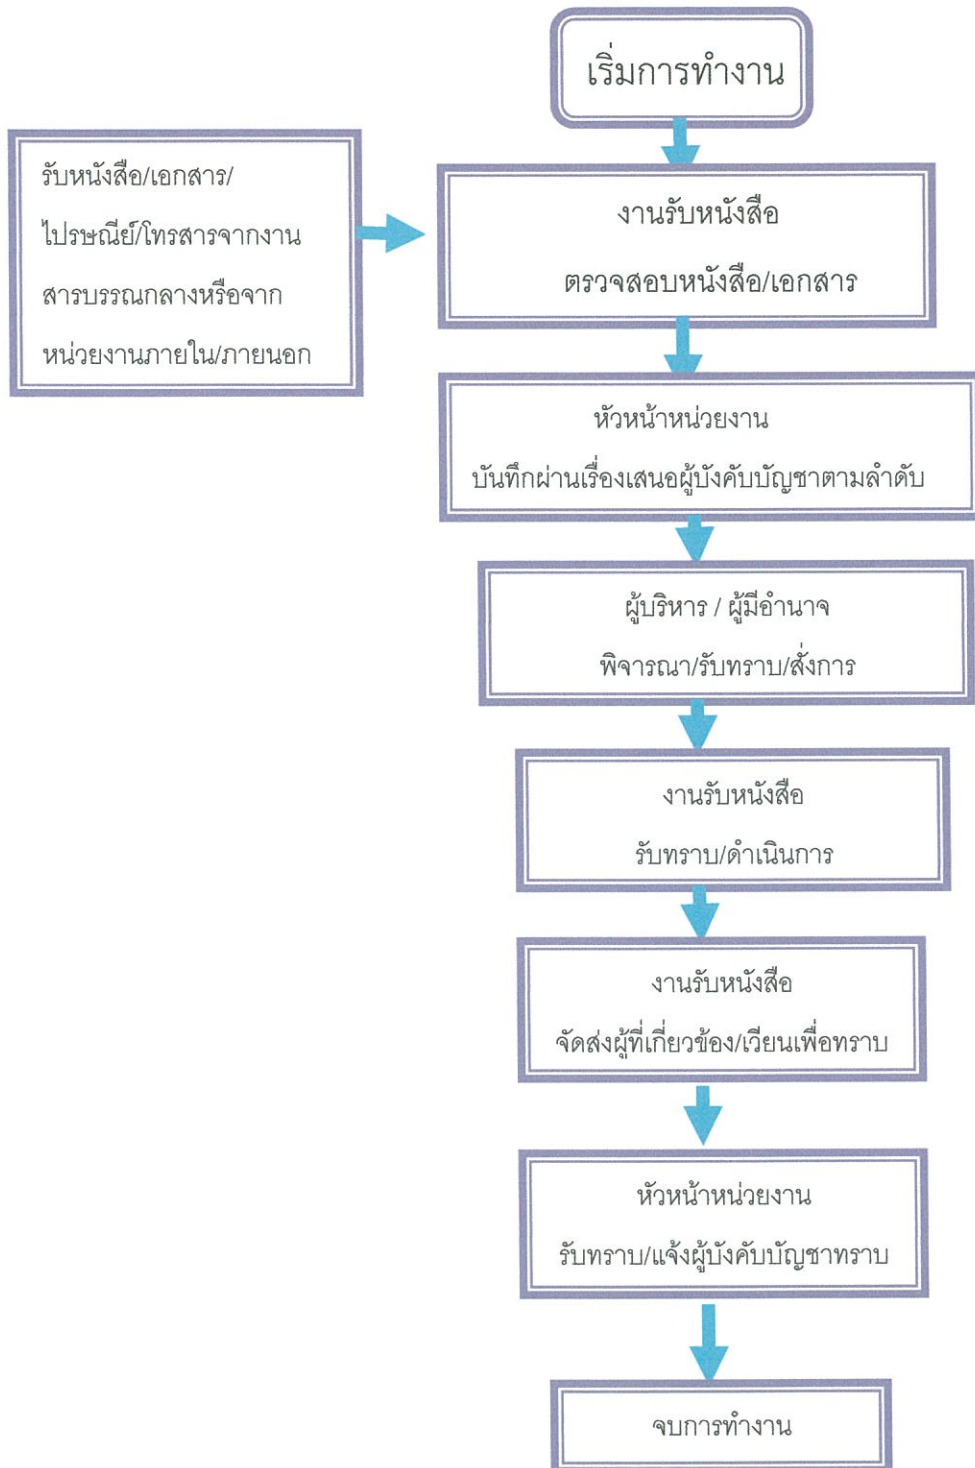 เริ่มการทำงาน
รับหนังสือ/เอกสาร/
ไปรษณีย์/โทรสารจากงาน
สารบรรณกลางหรือจาก
หน่วยงานภายใน/ภายนอก
งานรับหนังสือ
ตรวจสอบหนังสือ/เอกสาร
หัวหน้าหน่วยงาน
บันทึกผ่านเรื่องเสนอผู้บังคับบัญชาตามลำดับ
ผู้บริหาร / ผู้มีอำนาจ
พิจารณา/รับทราบ/สั่งการ
งานรับหนังสือ
รับทราบ/ดำเนินการ
งานรับหนังสือ
จัดส่งผู้ที่เกี่ยวข้อง/เวียนเพื่อทราบ
หัวหน้าหน่วยงาน
รับทราบ/แจ้งผู้บังคับบัญชาทราบ
จบการทำงาน